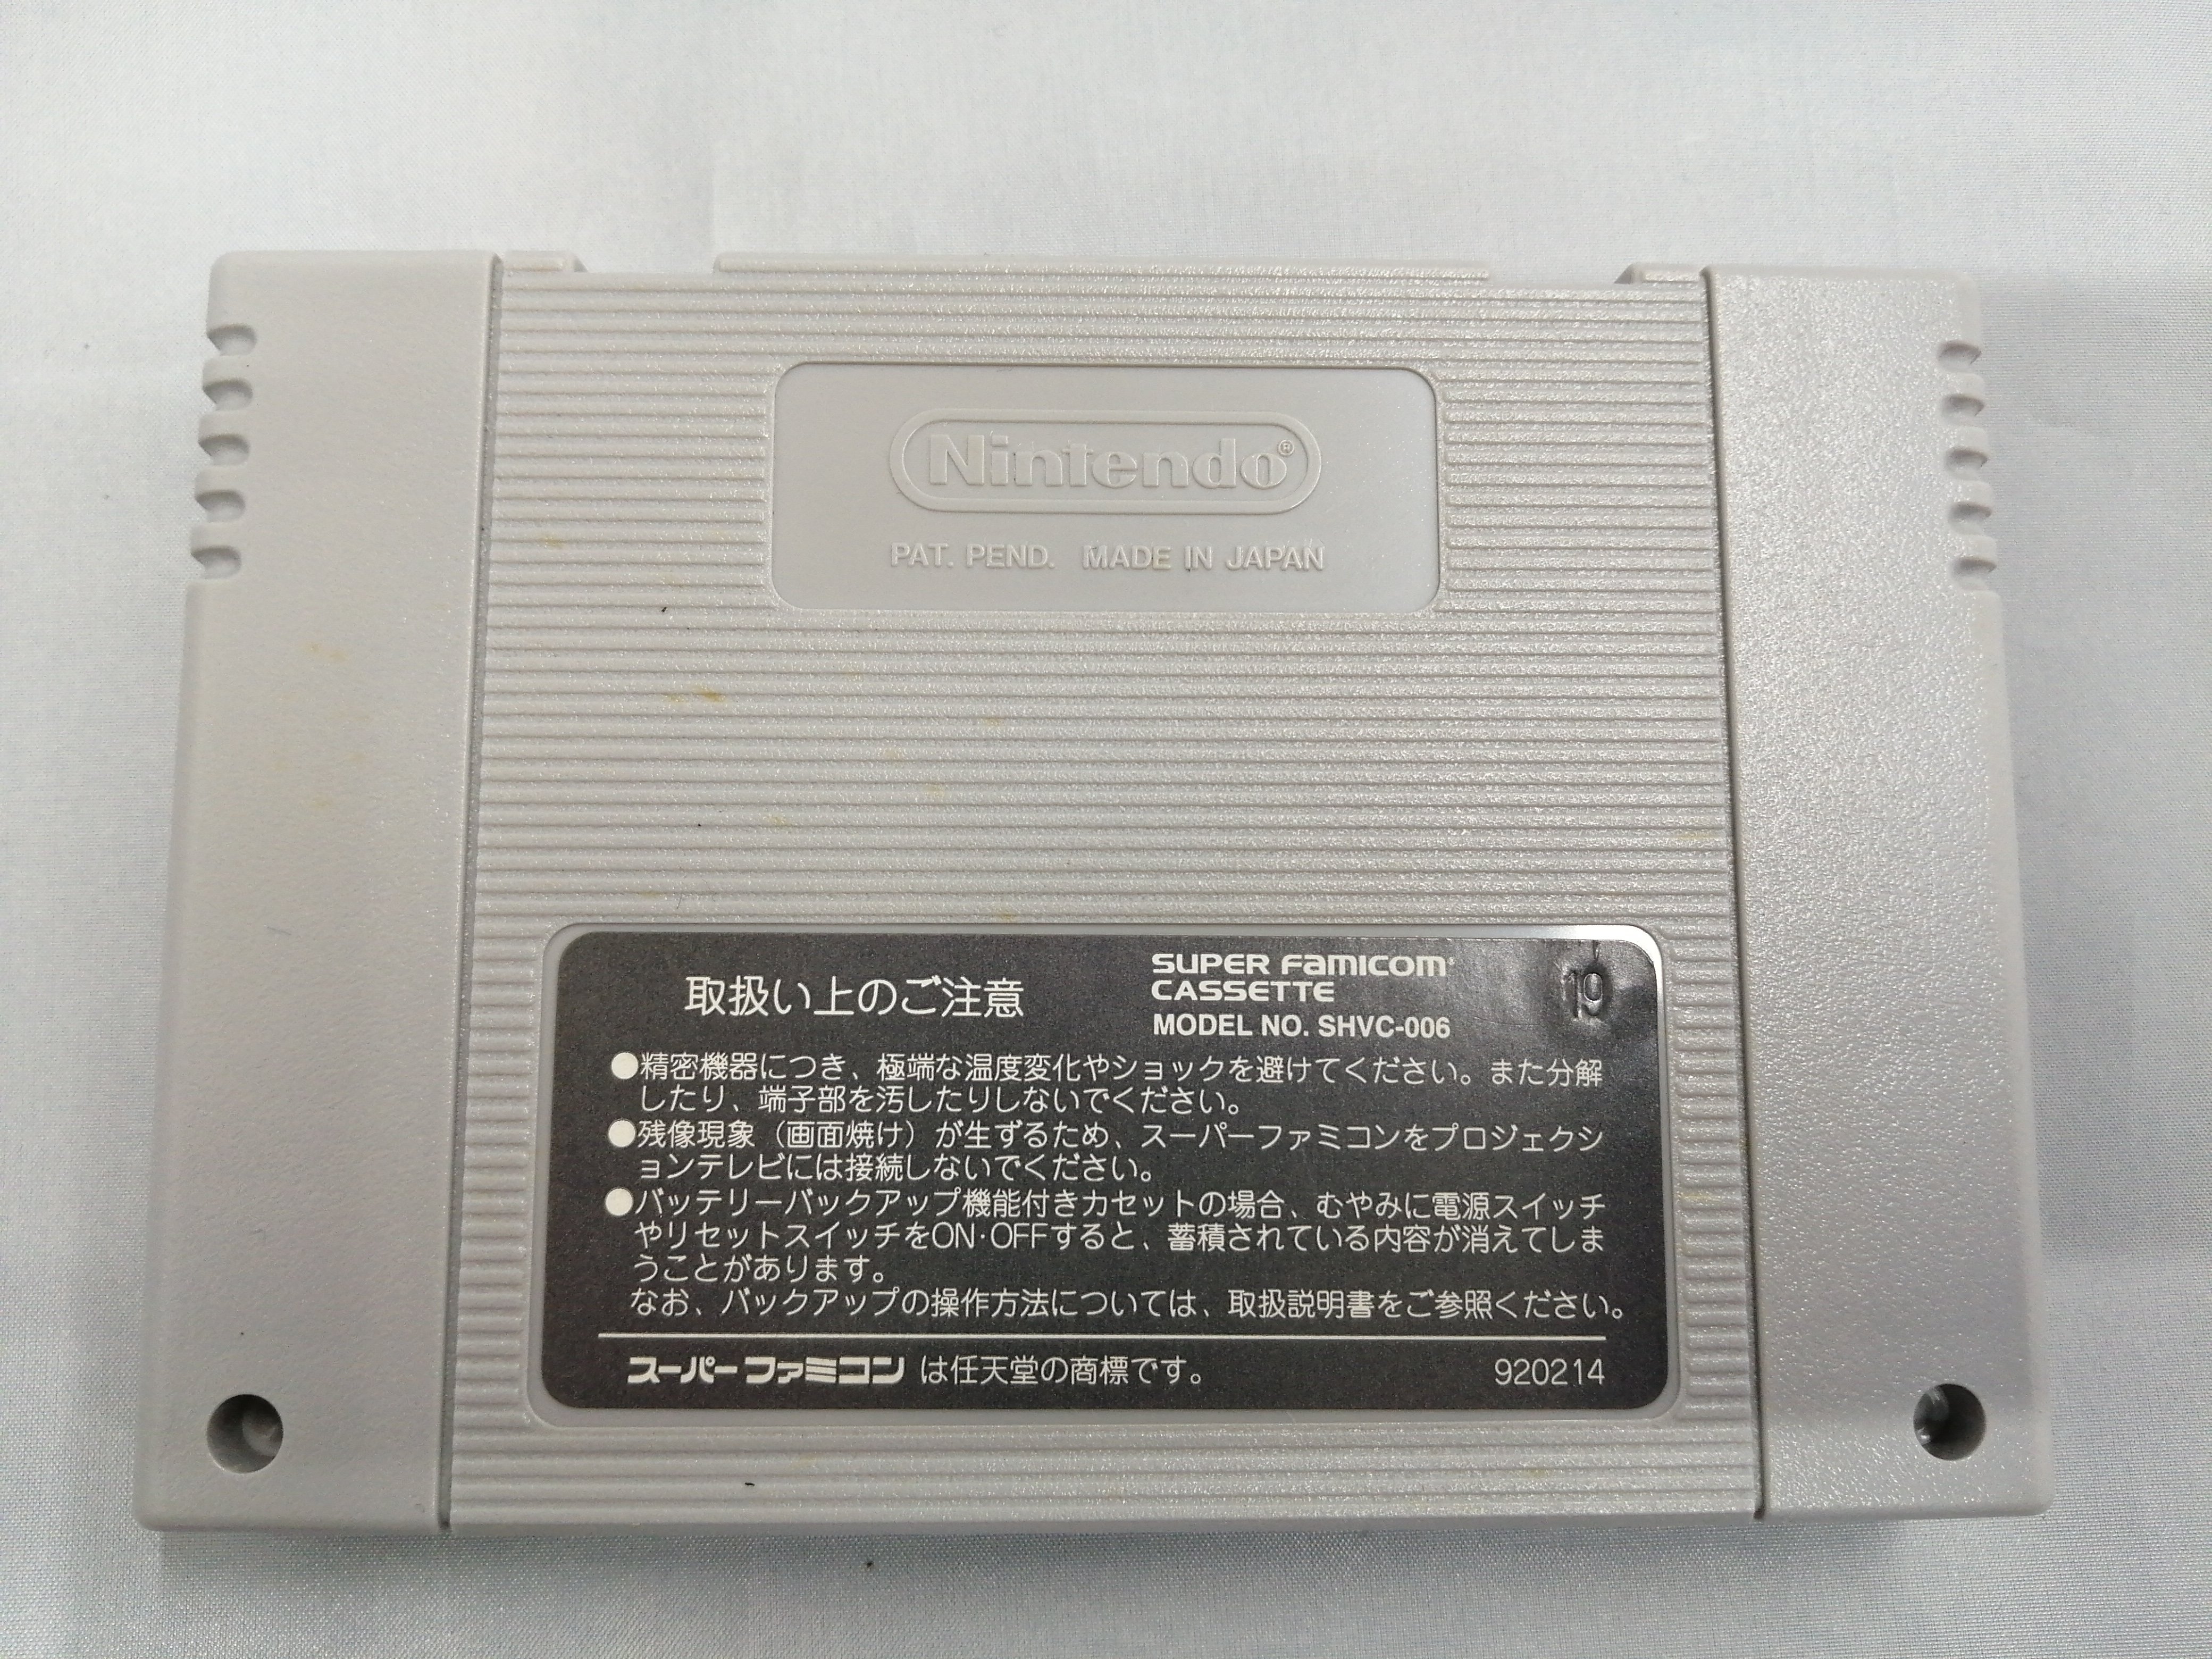 Nintendo®
PAT. PEND. MADE IN JAPAN
取扱い上のご注意
SUPER FAMICOM
CASSETTE
MODEL NO. SHVC-006
19
●精密機器につき、極端な温度変化やショックを避けてください。また分解
したり、端子部を汚したりしないでください。
●残像現象（画面焼け）が生ずるため、スーパーファミコンをプロジェクシ
ョンテレビには接続しないでください。
●バッテリーバックアップ機能付きカセットの場合、むやみに電源スイッチ
やリセットスイッチをON·OFFすると、蓄積されている内容が消えてしま
うことがあります。
なお、バックアップの操作方法については、取扱説明書をご参照ください。
スーパーファミコン は任天堂の商標です。 920214